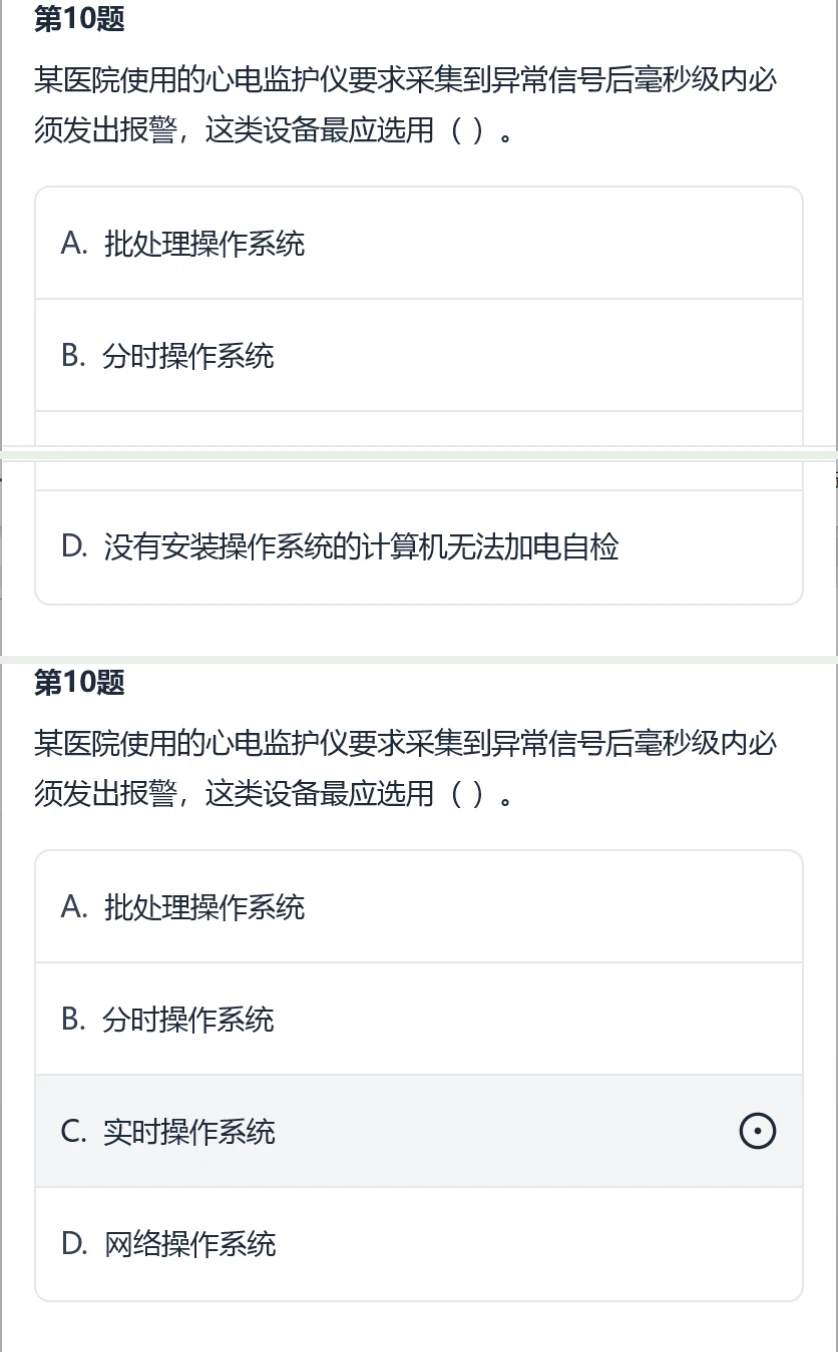 第10题
某医院使用的心电监护仪要求采集到异常信号后毫秒级内必
须发出报警，这类设备最应选用（ ）。
A. 批处理操作系统
B. 分时操作系统
D. 没有安装操作系统的计算机无法加电自检
第10题
某医院使用的心电监护仪要求采集到异常信号后毫秒级内必
须发出报警，这类设备最应选用（ ）。
A. 批处理操作系统
B. 分时操作系统
C. 实时操作系统
D. 网络操作系统